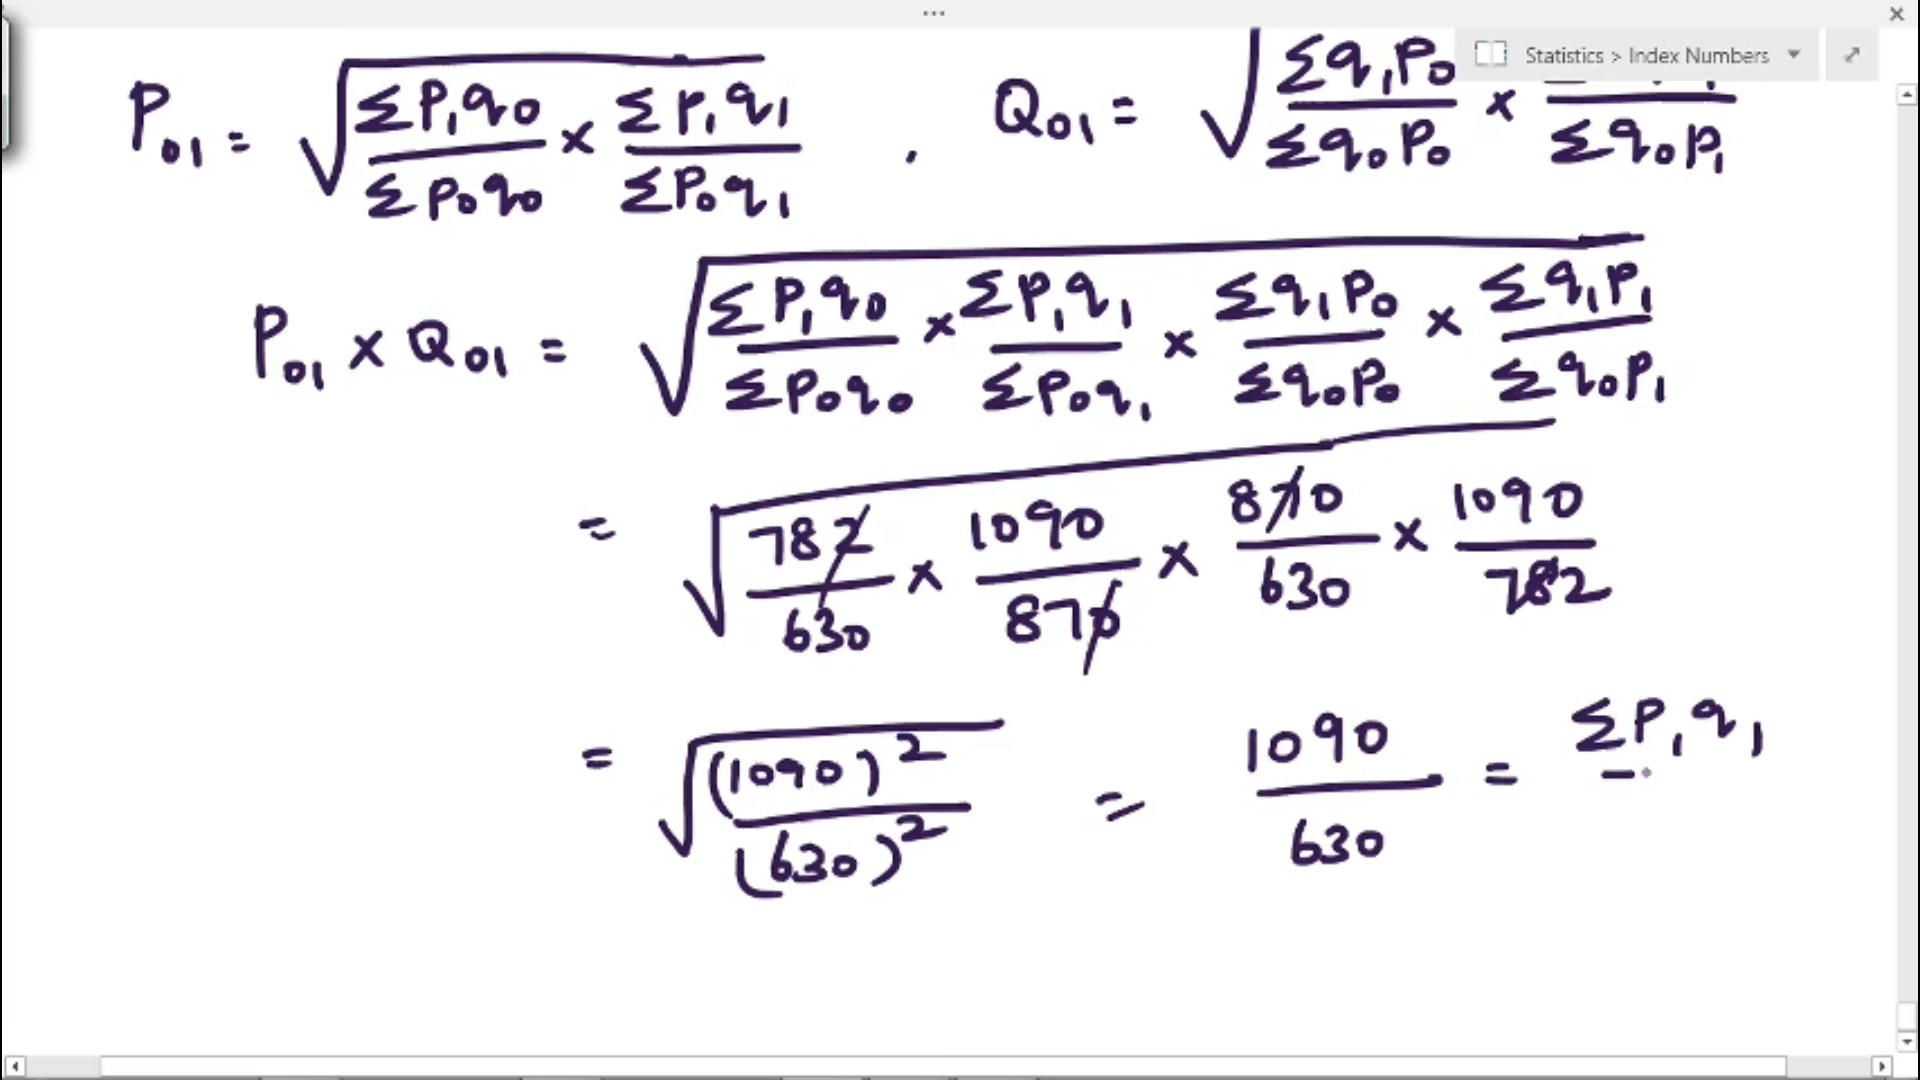 ...
Statistics > Index Numbers
P₀₁ = √(Σp₁q₀/Σp₀q₀ × Σp₁q₁/Σp₀q₁) , Q₀₁ = √(Σq₁p₀/Σq₀p₀ × /Σq₀p₁)
P₀₁ × Q₀₁ = √(Σp₁q₀/Σp₀q₀ × Σp₁q₁/Σp₀q₁ × Σq₁p₀/Σq₀p₀ × Σq₁p₁/Σq₀p₁)
= √(782/630 × 1090/870 × 870/630 × 1090/782)
= √((1090)²/(630)²) = 1090/630 = Σp₁q₁